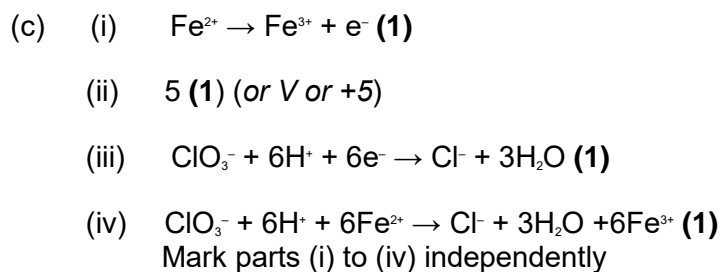 (c) (i) Fe²⁺ → Fe³⁺ + e⁻ (1)
(ii) 5 (1) (or V or +5)
(iii) ClO₃⁻ + 6H⁺ + 6e⁻ → Cl⁻ + 3H₂O (1)
(iv) ClO₃⁻ + 6H⁺ + 6Fe²⁺ → Cl⁻ + 3H₂O +6Fe³⁺ (1)
Mark parts (i) to (iv) independently